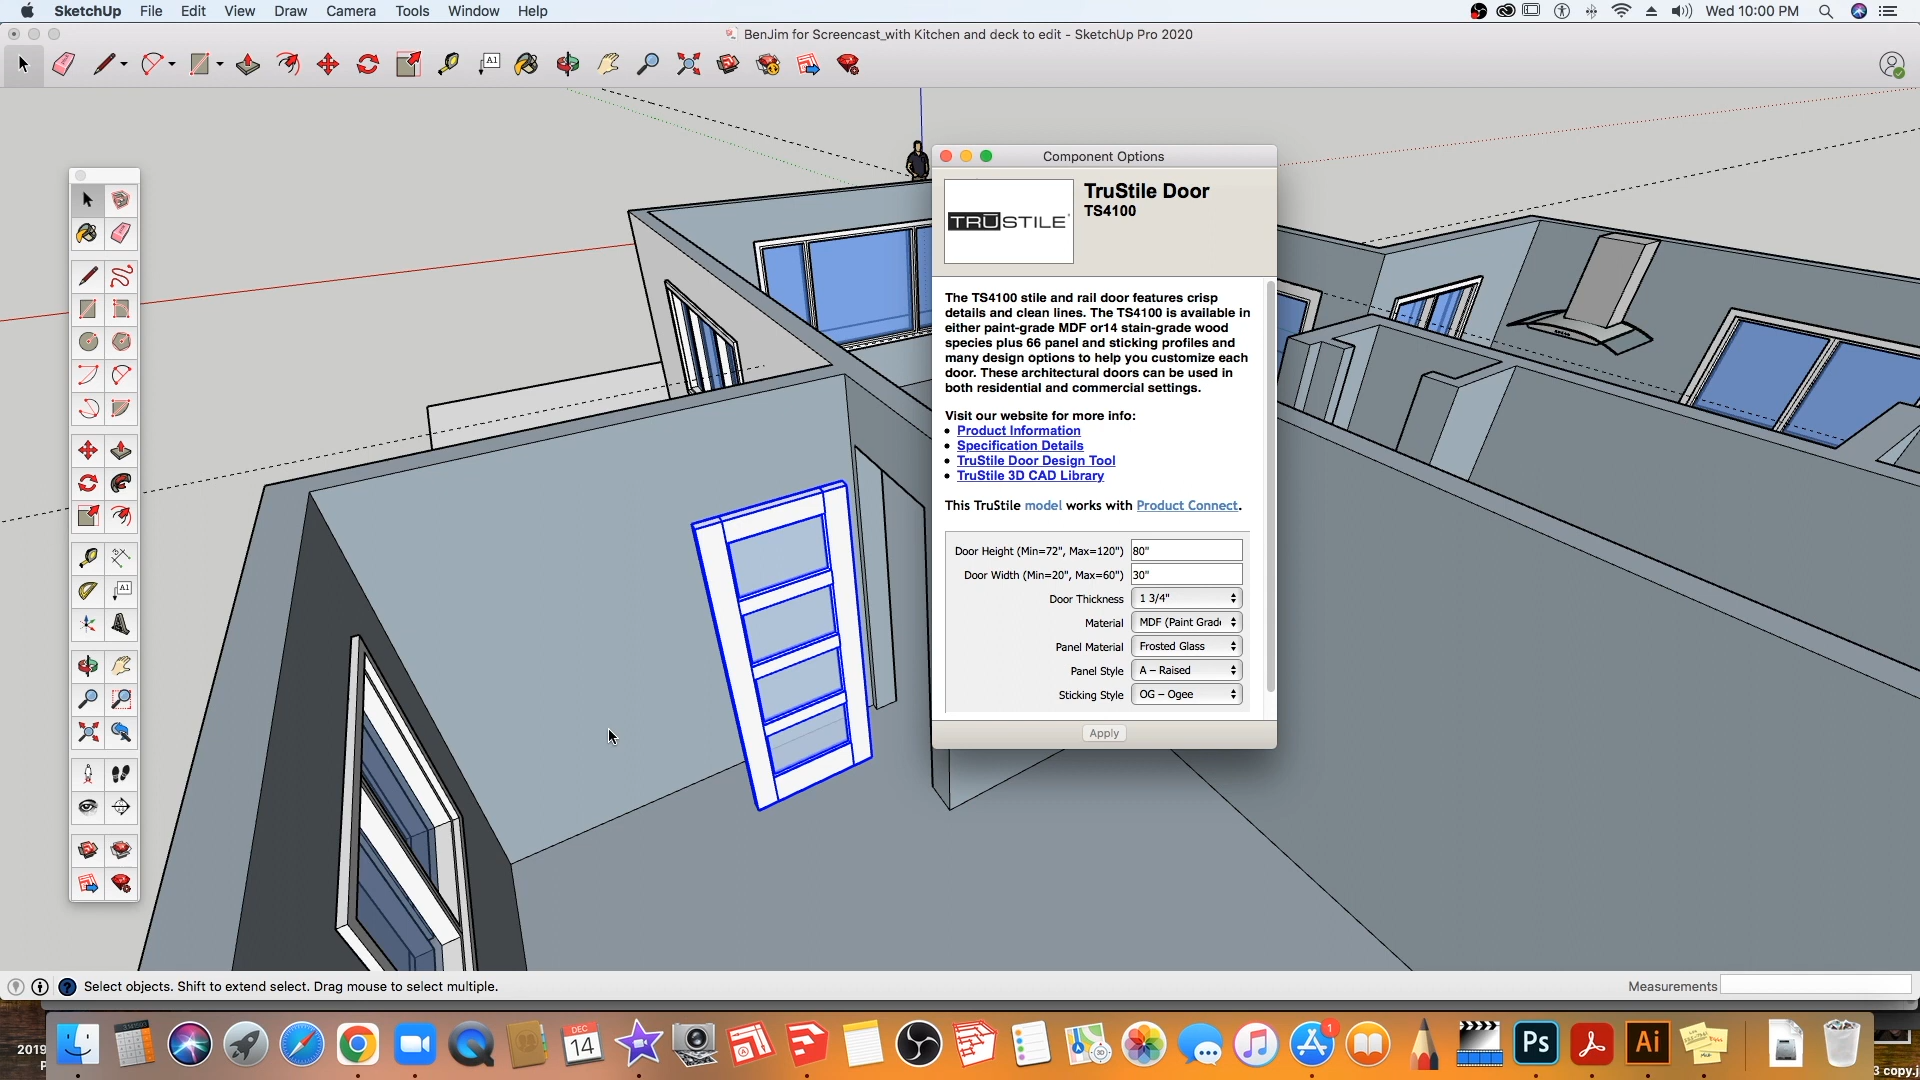 SketchUp File Edit View Draw Camera Tools Window Help
Wed 10:00 PM
BenJim for Screencast_with Kitchen and deck to edit - SketchUp Pro 2020
A1
Component Options
TRUSTILE
TruStile Door
TS4100
The TS4100 stile and rail door features crisp
details and clean lines. The TS4100 is available in
either paint-grade MDF or14 stain-grade wood
species plus 66 panel and sticking profiles and
many design options to help you customize each
door. These architectural doors can be used in
both residential and commercial settings.
Visit our website for more info:
• Product Information
• Specification Details
• TruStile Door Design Tool
• TruStile 3D CAD Library
This TruStile model works with Product Connect.
Door Height (Min=72", Max=120") 80"
Door Width (Min=20", Max=60") 30"
Door Thickness 1 3/4"
Material MDF (Paint Grade
Panel Material Frosted Glass
Panel Style A – Raised
Sticking Style OG – Ogee
Apply
A1
Select objects. Shift to extend select. Drag mouse to select multiple.
Measurements
2019
DEC
14
3D
1
Ps
Ai
3 copy.j